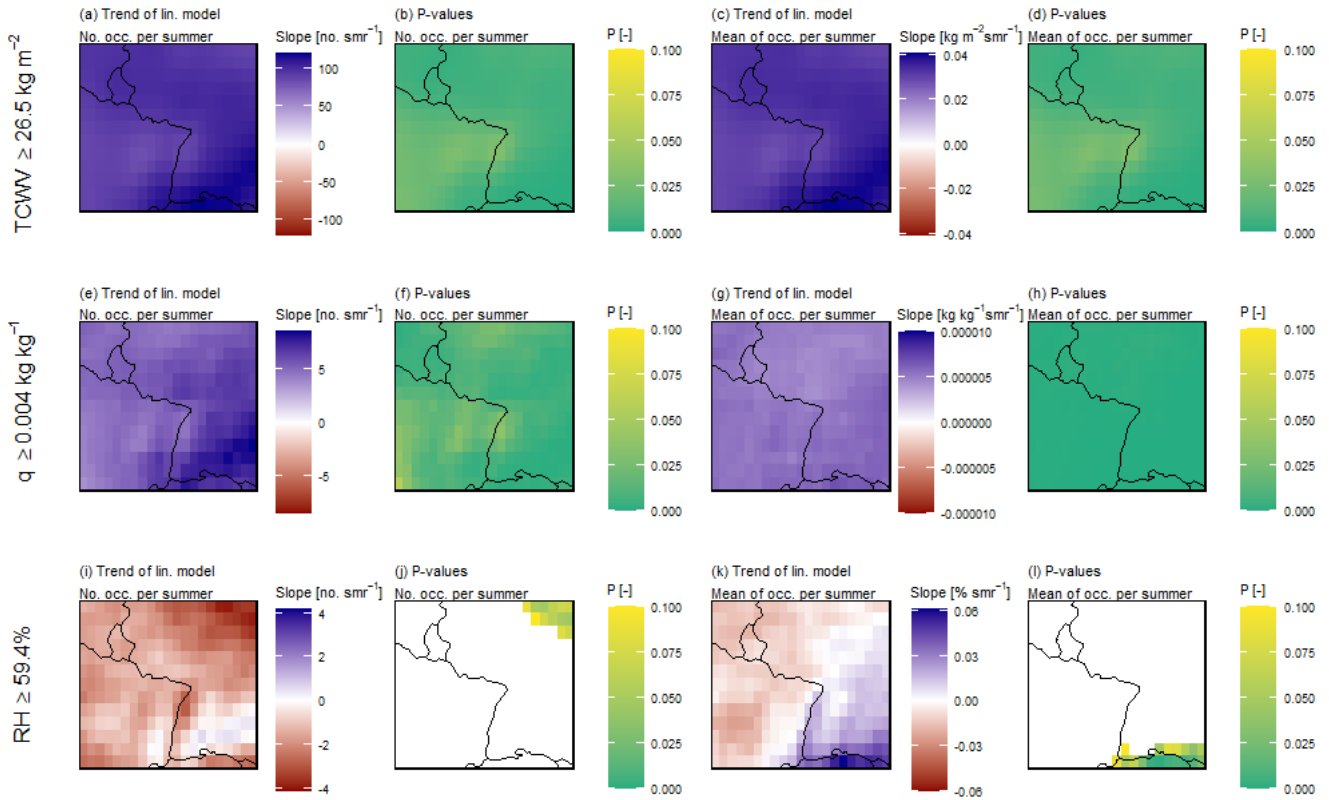 TCWV ≥ 26.5 kg m⁻²
(a) Trend of lin. model
No. occ. per summer
Slope [no. smr⁻¹]
100
50
0
-50
-100
(b) P-values
No. occ. per summer
P [-]
0.100
0.075
0.050
0.025
0.000
(c) Trend of lin. model
Mean of occ. per summer
Slope [kg m⁻²smr⁻¹]
0.04
0.02
0.00
-0.02
-0.04
(d) P-values
Mean of occ. per summer
P [-]
0.100
0.075
0.050
0.025
0.000
q ≥ 0.004 kg kg⁻¹
(e) Trend of lin. model
No. occ. per summer
Slope [no. smr⁻¹]
5
0
-5
(f) P-values
No. occ. per summer
P [-]
0.100
0.075
0.050
0.025
0.000
(g) Trend of lin. model
Mean of occ. per summer
Slope [kg kg⁻¹smr⁻¹]
0.000010
0.000005
0.000000
-0.000005
-0.000010
(h) P-values
Mean of occ. per summer
P [-]
0.100
0.075
0.050
0.025
0.000
RH ≥ 59.4%
(i) Trend of lin. model
No. occ. per summer
Slope [no. smr⁻¹]
4
2
0
-2
-4
(j) P-values
No. occ. per summer
P [-]
0.100
0.075
0.050
0.025
0.000
(k) Trend of lin. model
Mean of occ. per summer
Slope [% smr⁻¹]
0.06
0.03
0.00
-0.03
-0.06
(l) P-values
Mean of occ. per summer
P [-]
0.100
0.075
0.050
0.025
0.000